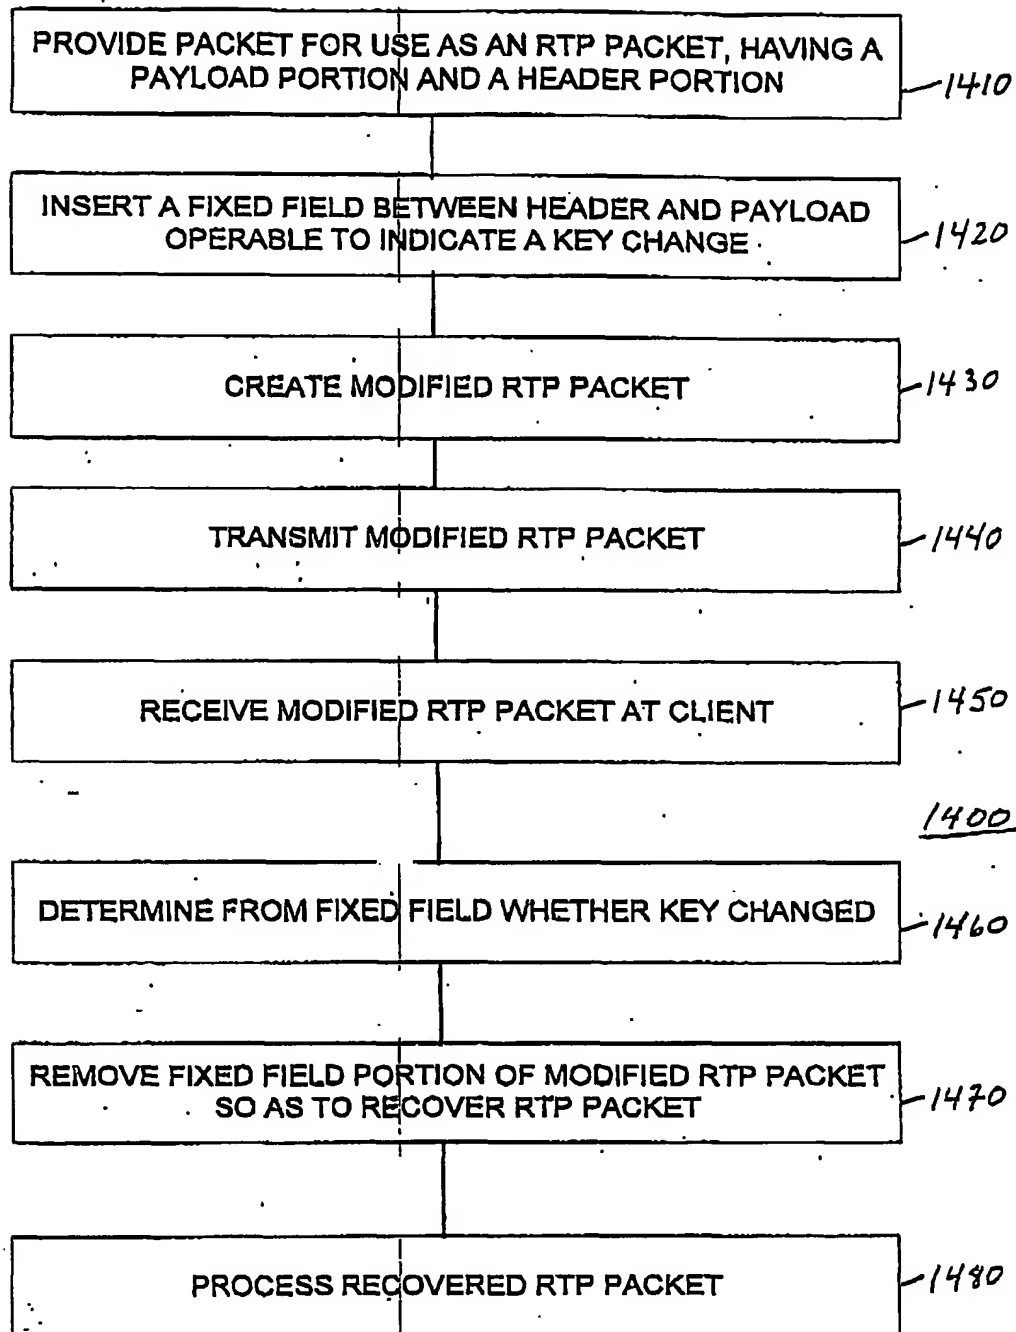 PROVIDE PACKET FOR USE AS AN RTP PACKET, HAVING A
PAYLOAD PORTION AND A HEADER PORTION
1410
INSERT A FIXED FIELD BETWEEN HEADER AND PAYLOAD
OPERABLE TO INDICATE A KEY CHANGE
1420
CREATE MODIFIED RTP PACKET
1430
TRANSMIT MODIFIED RTP PACKET
1440
RECEIVE MODIFIED RTP PACKET AT CLIENT
1450
1400
DETERMINE FROM FIXED FIELD WHETHER KEY CHANGED
1460
REMOVE FIXED FIELD PORTION OF MODIFIED RTP PACKET
SO AS TO RECOVER RTP PACKET
1470
PROCESS RECOVERED RTP PACKET
1480